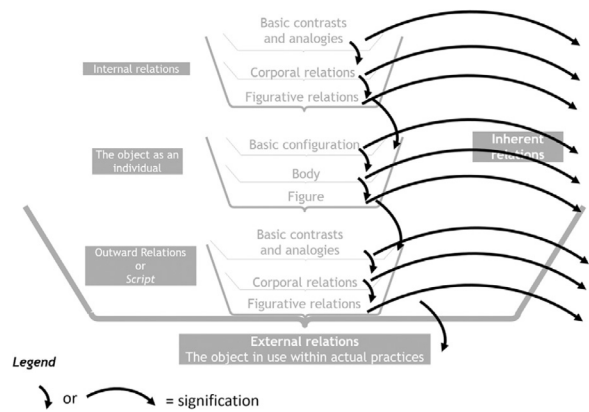 Basic contrasts
and analogies
Internal relations
Corporal relations
Figurative relations
Basic configuration
Inherent
relations
The object as an
individual
Body
Figure
Basic contrasts
and analogies
Outward Relations
or
Script
Corporal relations
Figurative relations
External relations
The object in use within actual practices
Legend
or
= signification